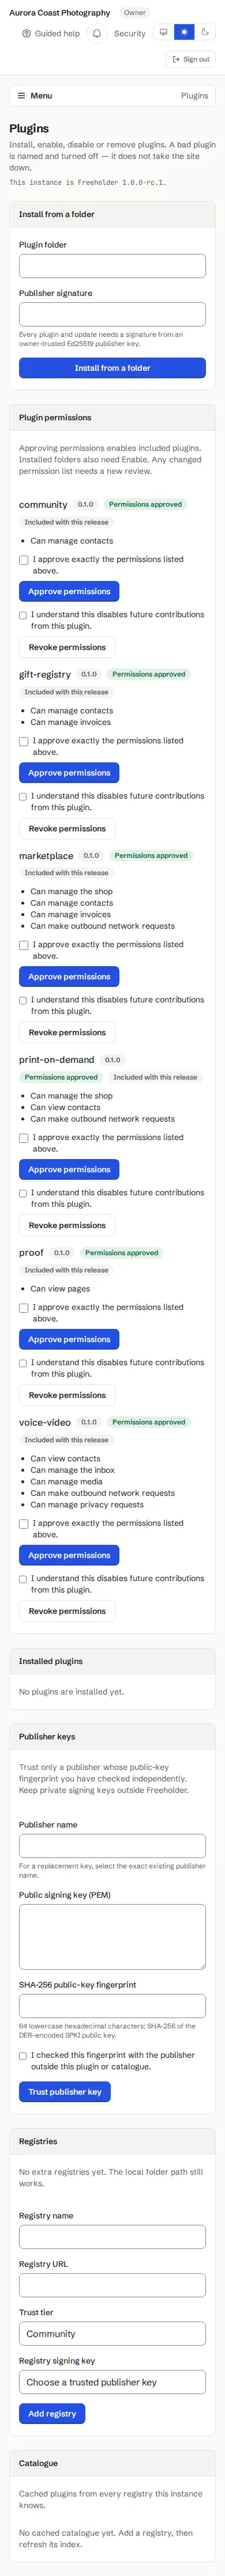 Aurora Coast Photography Owner
Guided help Security
Sign out
Menu Plugins
Plugins
Install, enable, disable or remove plugins. A bad plugin
is named and turned off — it does not take the site
down.
This instance is Freeholder 1.0.0-rc.1.
Install from a folder
Plugin folder
Publisher signature
Every plugin and update needs a signature from an
owner-trusted Ed25519 publisher key.
Install from a folder
Plugin permissions
Approving permissions enables included plugins.
Installed folders also need Enable. Any changed
permission list needs a new review.
community 0.1.0 Permissions approved
Included with this release
• Can manage contacts
I approve exactly the permissions listed
above.
Approve permissions
I understand this disables future contributions
from this plugin.
Revoke permissions
gift-registry 0.1.0 Permissions approved
Included with this release
• Can manage contacts
• Can manage invoices
I approve exactly the permissions listed
above.
Approve permissions
I understand this disables future contributions
from this plugin.
Revoke permissions
marketplace 0.1.0 Permissions approved
Included with this release
• Can manage the shop
• Can manage contacts
• Can manage invoices
• Can make outbound network requests
I approve exactly the permissions listed
above.
Approve permissions
I understand this disables future contributions
from this plugin.
Revoke permissions
print-on-demand 0.1.0
Permissions approved Included with this release
• Can manage the shop
• Can view contacts
• Can make outbound network requests
I approve exactly the permissions listed
above.
Approve permissions
I understand this disables future contributions
from this plugin.
Revoke permissions
proof 0.1.0 Permissions approved
Included with this release
• Can view pages
I approve exactly the permissions listed
above.
Approve permissions
I understand this disables future contributions
from this plugin.
Revoke permissions
voice-video 0.1.0 Permissions approved
Included with this release
• Can view contacts
• Can manage the inbox
• Can manage media
• Can make outbound network requests
• Can manage privacy requests
I approve exactly the permissions listed
above.
Approve permissions
I understand this disables future contributions
from this plugin.
Revoke permissions
Installed plugins
No plugins are installed yet.
Publisher keys
Trust only a publisher whose public-key
fingerprint you have checked independently.
Keep private signing keys outside Freeholder.
Publisher name
For a replacement key, select the exact existing publisher
name.
Public signing key (PEM)
SHA-256 public-key fingerprint
64 lowercase hexadecimal characters: SHA-256 of the
DER-encoded SPKI public key.
I checked this fingerprint with the publisher
outside this plugin or catalogue.
Trust publisher key
Registries
No extra registries yet. The local folder path still
works.
Registry name
Registry URL
Trust tier
Community
Registry signing key
Choose a trusted publisher key
Add registry
Catalogue
Cached plugins from every registry this instance
knows.
No cached catalogue yet. Add a registry, then
refresh its index.